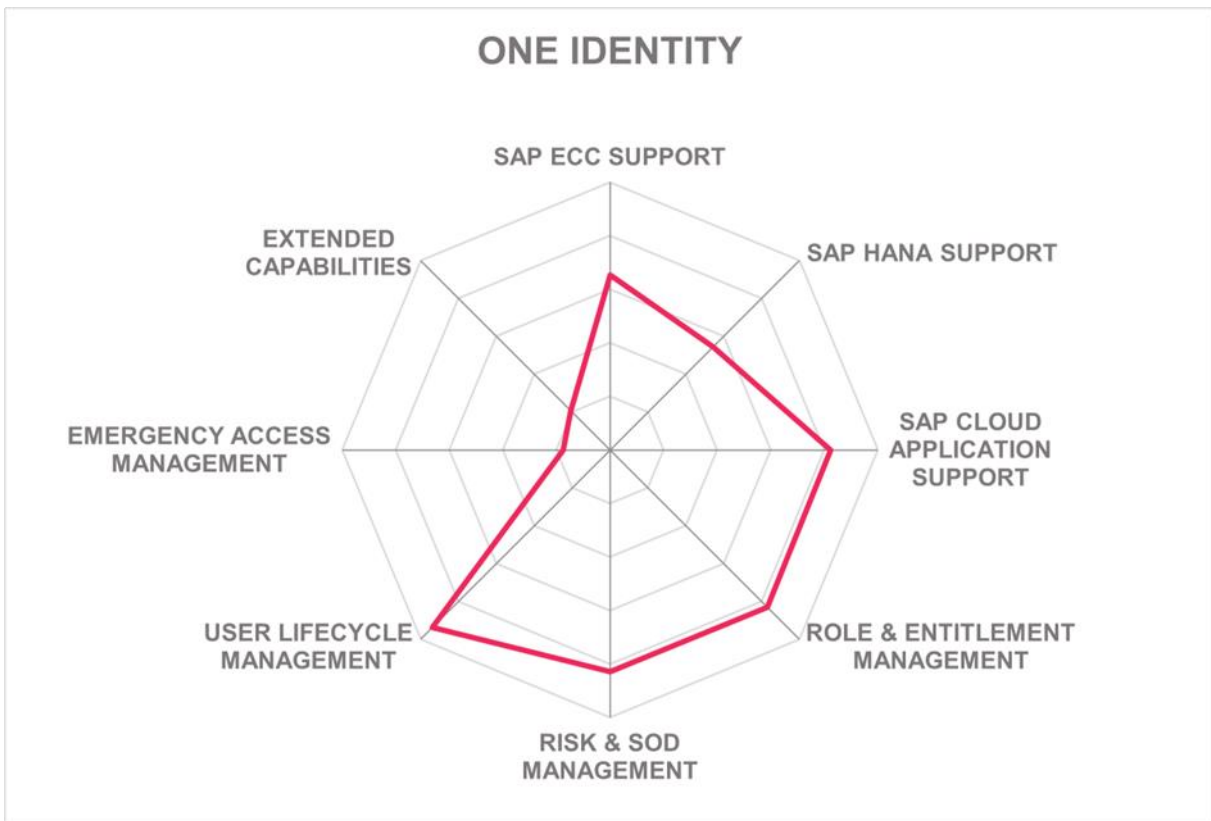 ONE IDENTITY
SAP ECC SUPPORT
EXTENDED
CAPABILITIES
SAP HANA SUPPORT
EMERGENCY ACCESS
MANAGEMENT
SAP CLOUD
APPLICATION
SUPPORT
USER LIFECYCLE
MANAGEMENT
ROLE & ENTITLEMENT
MANAGEMENT
RISK & SOD
MANAGEMENT